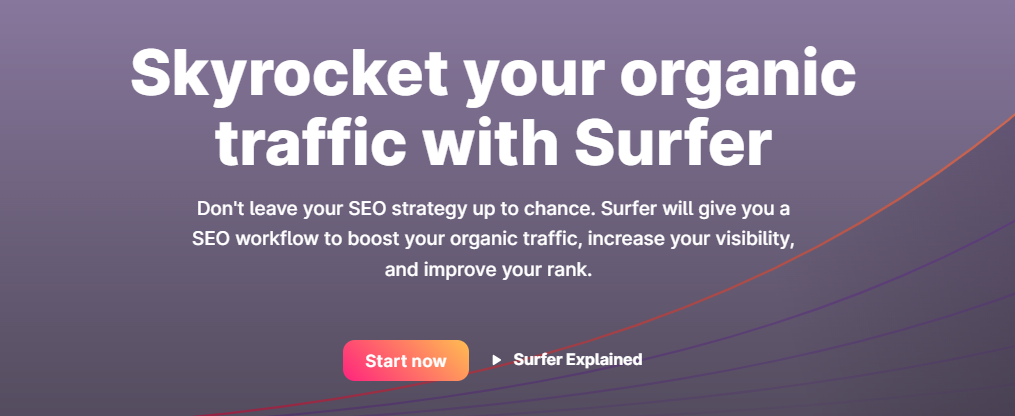 Skyrocket your organic
traffic with Surfer
Don't leave your SEO strategy up to chance. Surfer will give you a
SEO workflow to boost your organic traffic, increase your visibility,
and improve your rank.
Start now
Surfer Explained